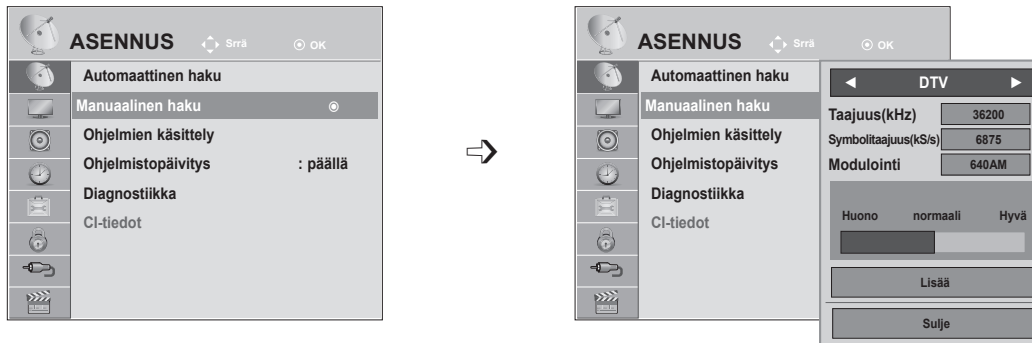 ASENNUS Srrä OK
Automaattinen haku
Manuaalinen haku
Ohjelmien käsittely
Ohjelmistopäivitys : päällä
Diagnostiikka
CI-tiedot
ASENNUS Srrä OK
Automaattinen haku
Manuaalinen haku
Ohjelmien käsittely
Ohjelmistopäivitys
Diagnostiikka
CI-tiedot
◄ DTV ►
Taajuus(kHz) 36200
Symbolitaajuus(kS/s) 6875
Modulointi 640AM
Huono normaali Hyvä
Lisää
Sulje